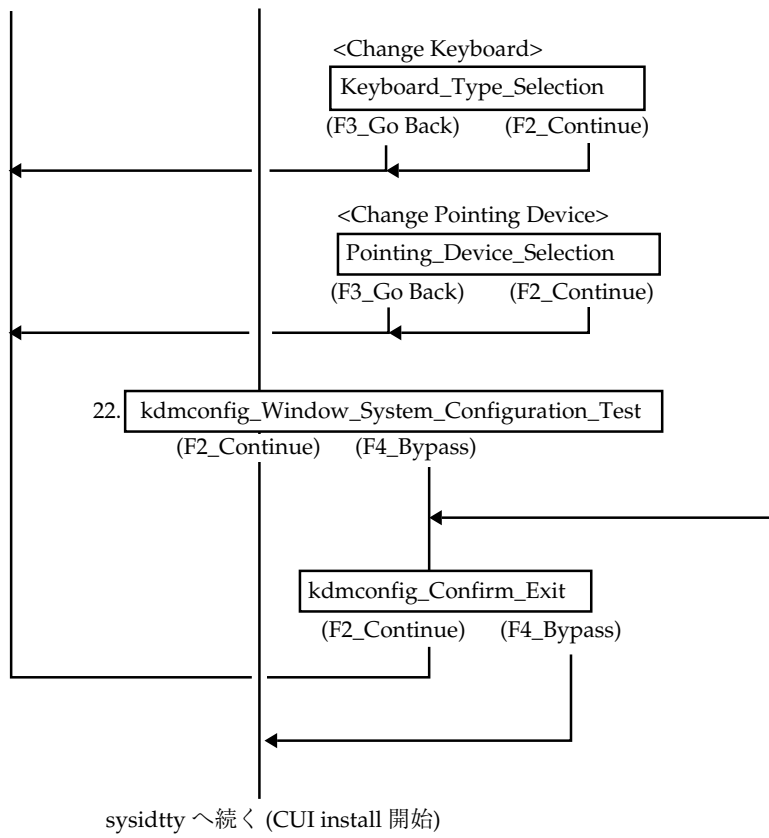 <Change Keyboard>
Keyboard_Type_Selection
(F3_Go Back) (F2_Continue)
<Change Pointing Device>
Pointing_Device_Selection
(F3_Go Back) (F2_Continue)
22. kdmconfig_Window_System_Configuration_Test
(F2_Continue) (F4_Bypass)
kdmconfig_Confirm_Exit
(F2_Continue) (F4_Bypass)
sysidtty へ続く (CUI install 開始)